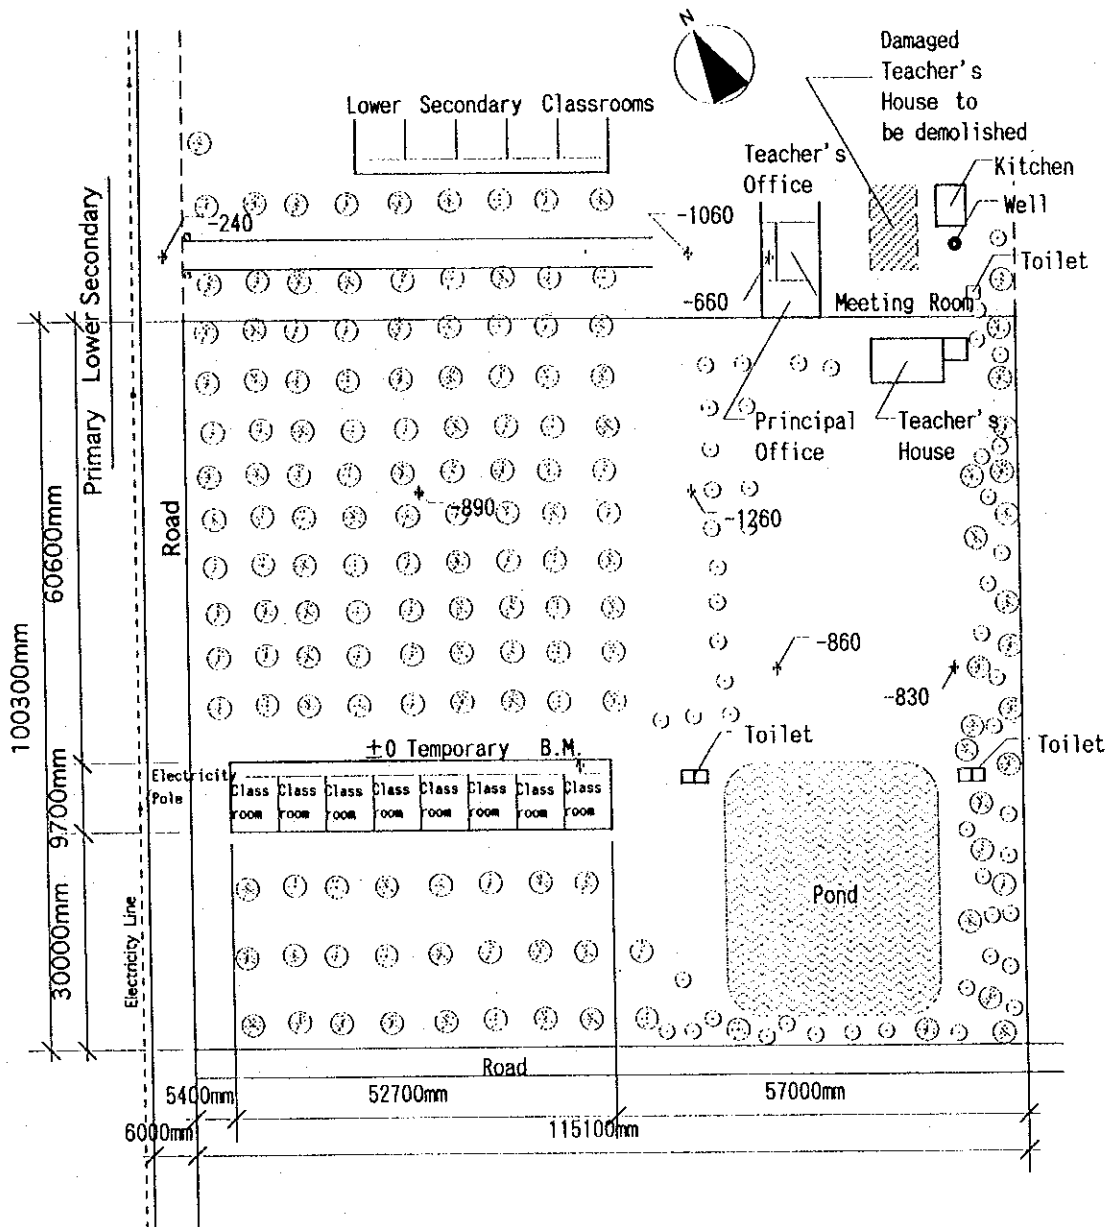 N
Damaged
Teacher's
House to
be demolished
Lower Secondary Classrooms
Teacher's
Office
Kitchen
Well
-240
-1060
Toilet
-660
Meeting Room
Lower Secondary
Primary
Principal
Office
Teacher's
House
-890
-1260
Road
60600mm
100300mm
-860
-830
±0 Temporary B.M.
Toilet
Toilet
Electricity
Pole
Class
room
Class
room
Class
room
Class
room
Class
room
Class
room
Class
room
Class
room
9700mm
Pond
30000mm
Electricity Line
Road
5400mm
52700mm
57000mm
6000mm
115100mm